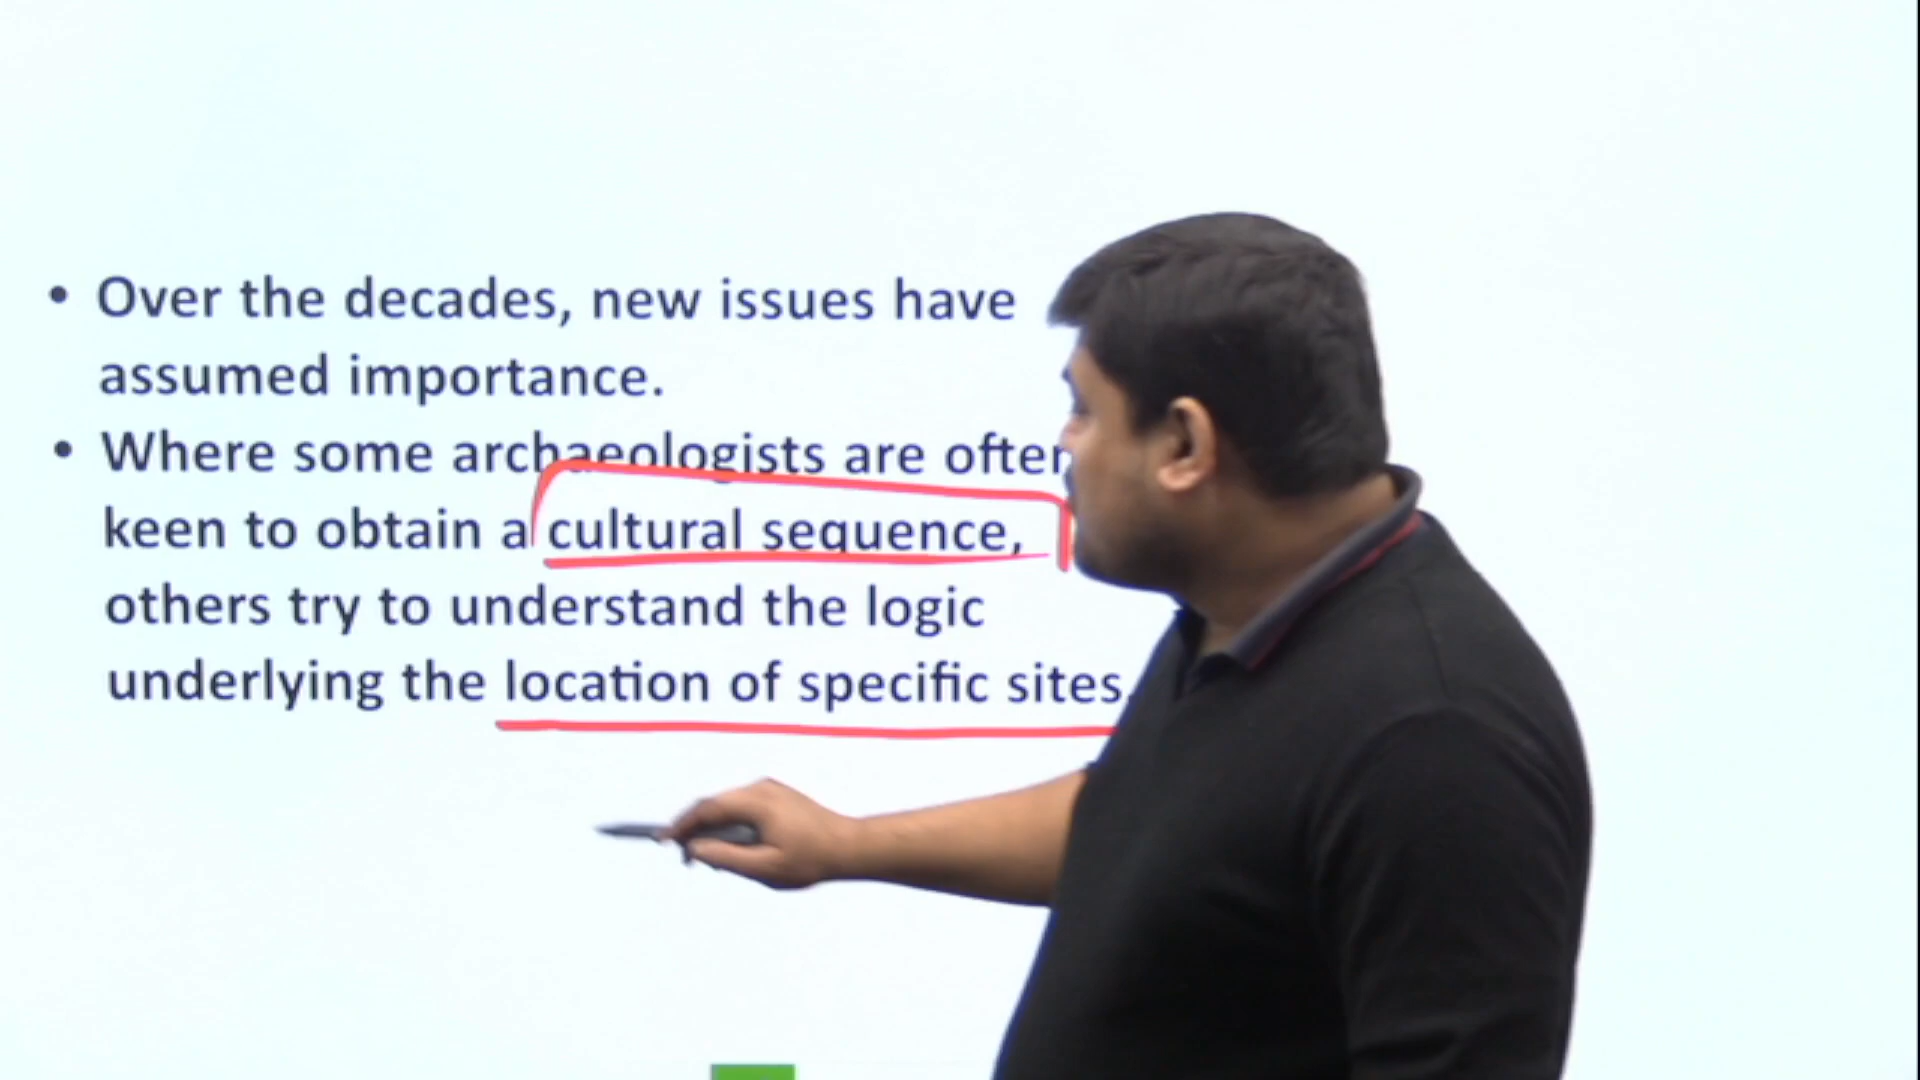 • Over the decades, new issues have
assumed importance.
• Where some archaeologists are often
keen to obtain a cultural sequence,
others try to understand the logic
underlying the location of specific sites.